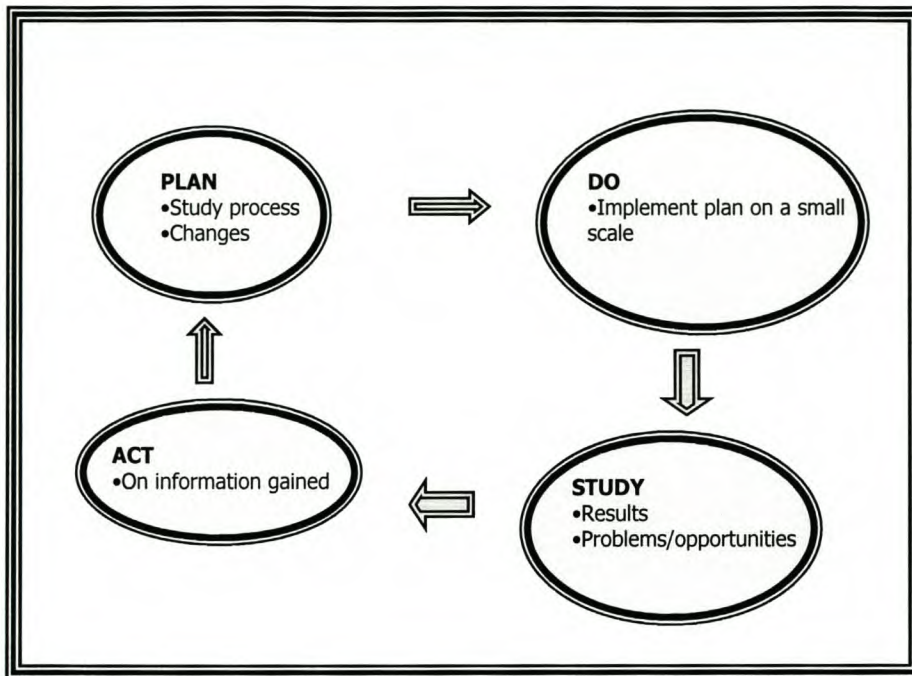 PLAN
•Study process
•Changes
DO
•Implement plan on a small
scale
STUDY
•Results
•Problems/opportunities
ACT
•On information gained